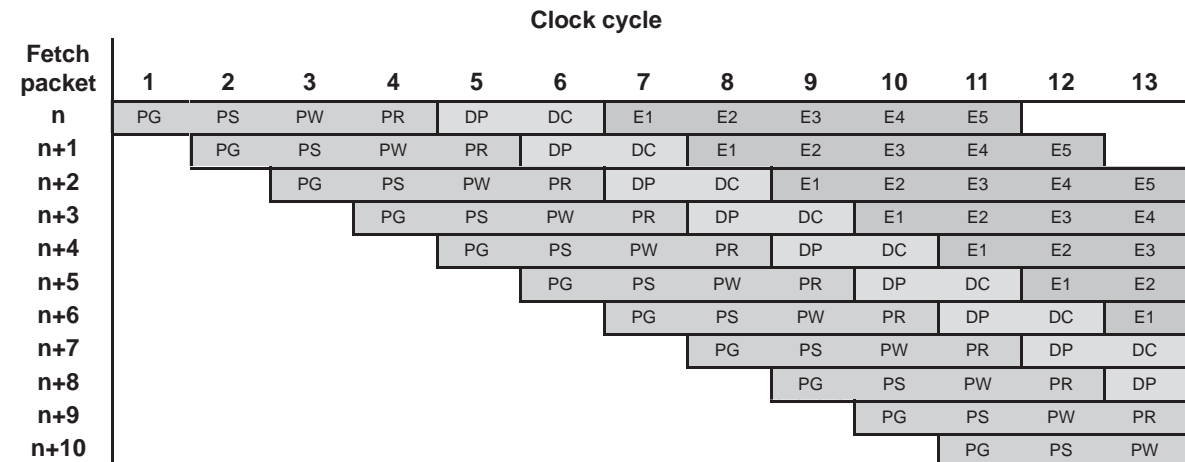 Clock cycle
Fetch
packet 1 2 3 4 5 6 7 8 9 10 11 12 13
n PG PS PW PR DP DC E1 E2 E3 E4 E5
n+1 PG PS PW PR DP DC E1 E2 E3 E4 E5
n+2 PG PS PW PR DP DC E1 E2 E3 E4 E5
n+3 PG PS PW PR DP DC E1 E2 E3 E4
n+4 PG PS PW PR DP DC E1 E2 E3
n+5 PG PS PW PR DP DC E1 E2
n+6 PG PS PW PR DP DC E1
n+7 PG PS PW PR DP DC
n+8 PG PS PW PR DP
n+9 PG PS PW PR
n+10 PG PS PW